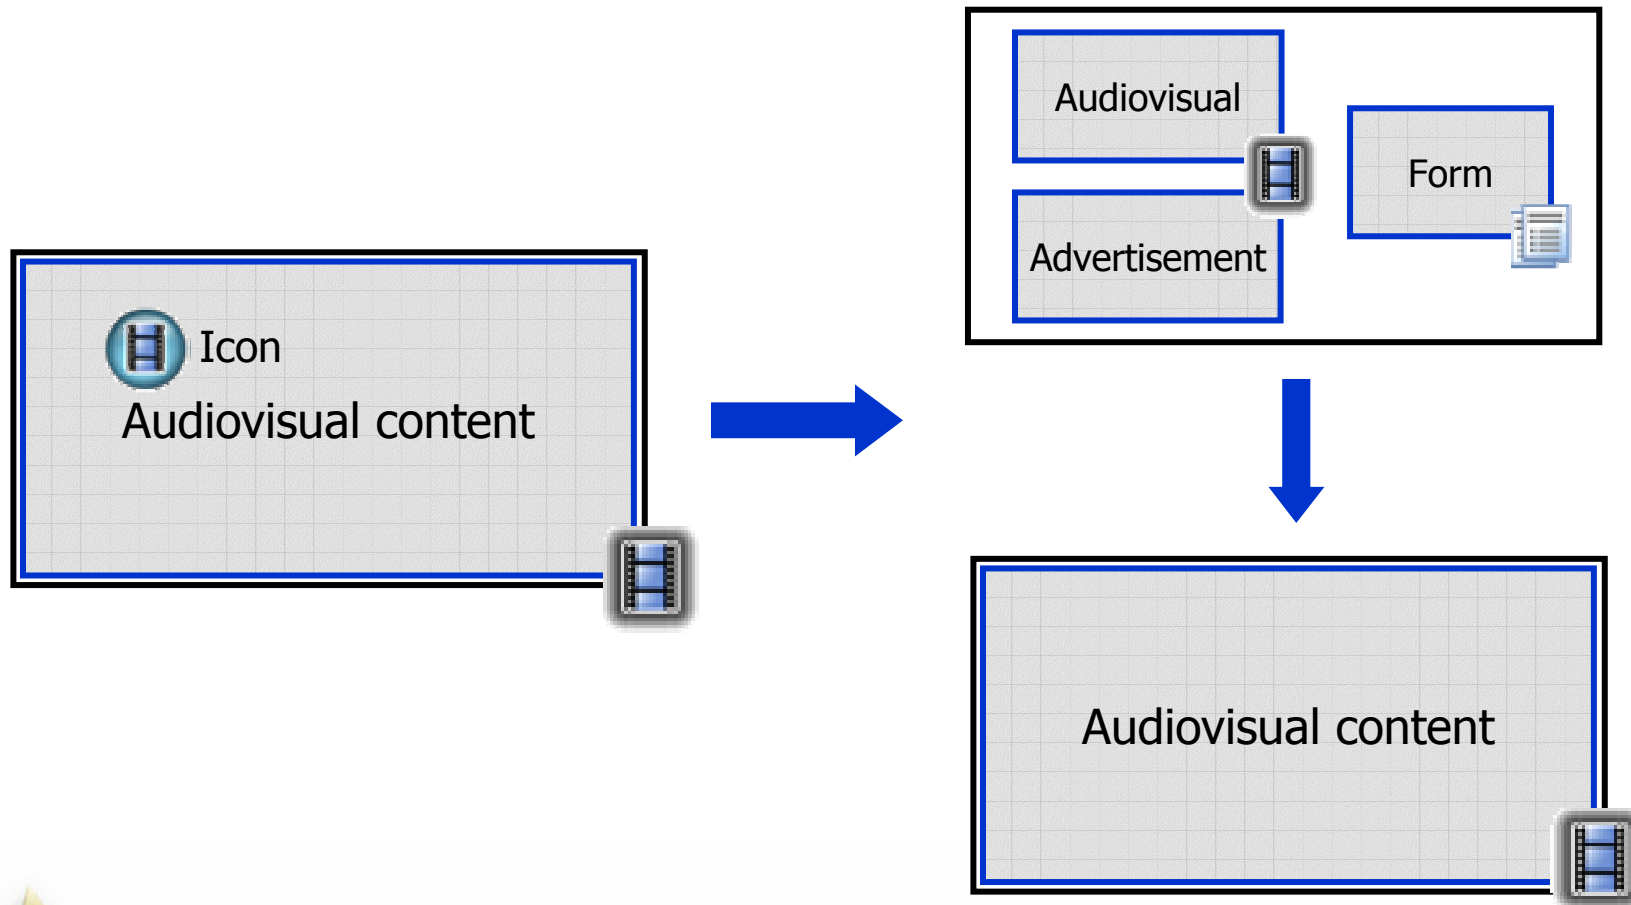 Icon
Audiovisual content
Audiovisual
Advertisement
Form
Audiovisual content